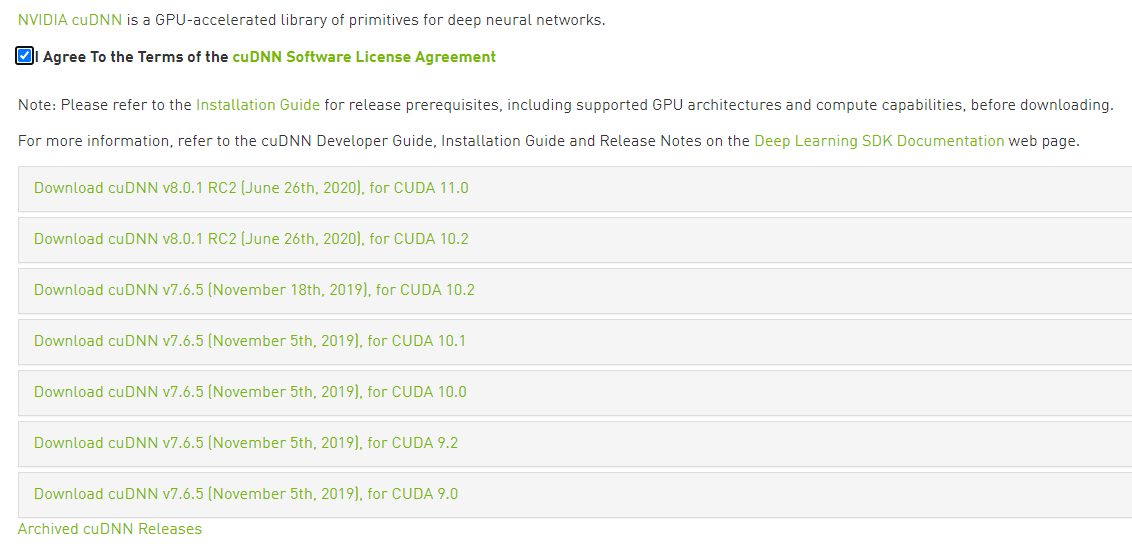 NVIDIA cuDNN is a GPU-accelerated library of primitives for deep neural networks.
I Agree To the Terms of the cuDNN Software License Agreement
Note: Please refer to the Installation Guide for release prerequisites, including supported GPU architectures and compute capabilities, before downloading.
For more information, refer to the cuDNN Developer Guide, Installation Guide and Release Notes on the Deep Learning SDK Documentation web page.
Download cuDNN v8.0.1 RC2 (June 26th, 2020), for CUDA 11.0
Download cuDNN v8.0.1 RC2 (June 26th, 2020), for CUDA 10.2
Download cuDNN v7.6.5 (November 18th, 2019), for CUDA 10.2
Download cuDNN v7.6.5 (November 5th, 2019), for CUDA 10.1
Download cuDNN v7.6.5 (November 5th, 2019), for CUDA 10.0
Download cuDNN v7.6.5 (November 5th, 2019), for CUDA 9.2
Download cuDNN v7.6.5 (November 5th, 2019), for CUDA 9.0
Archived cuDNN Releases